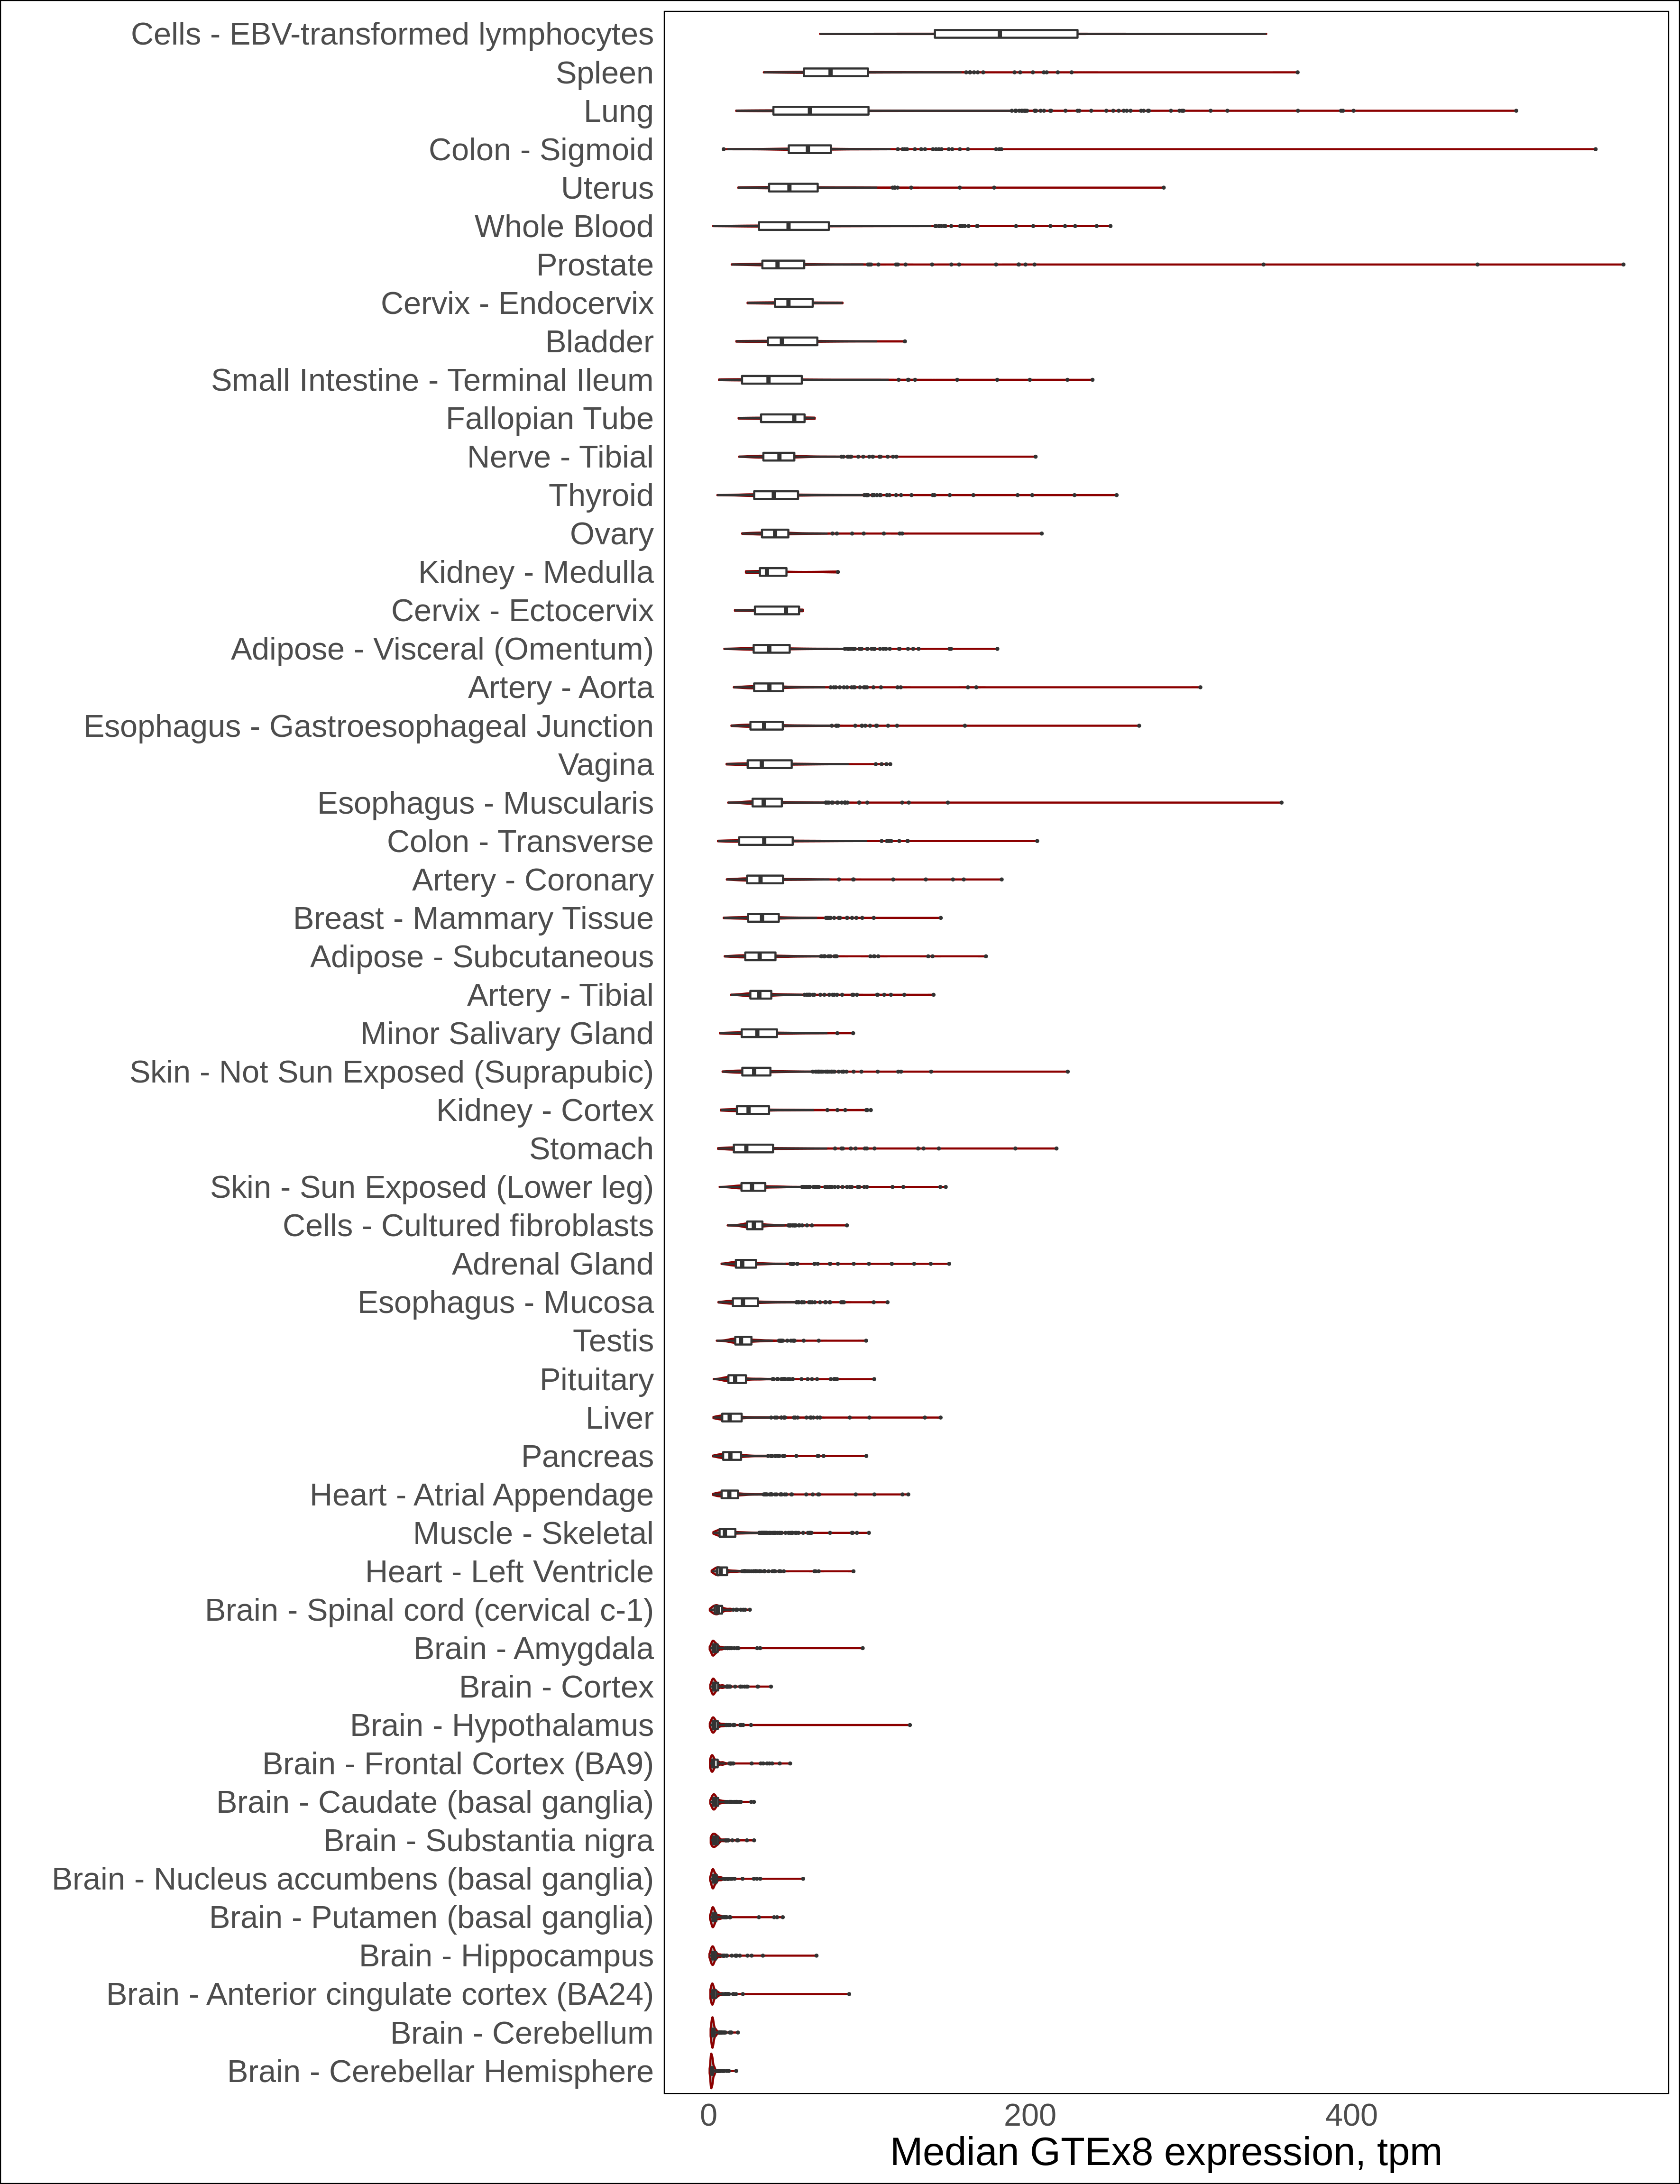 Cells - EBV-transformed lymphocytes
Spleen
Lung
Colon - Sigmoid
Uterus
Whole Blood
Prostate
Cervix - Endocervix
Bladder
Small Intestine - Terminal Ileum
Fallopian Tube
Nerve - Tibial
Thyroid
Ovary
Kidney - Medulla
Cervix - Ectocervix
Adipose - Visceral (Omentum)
Artery - Aorta
Esophagus - Gastroesophageal Junction
Vagina
Esophagus - Muscularis
Colon - Transverse
Artery - Coronary
Breast - Mammary Tissue
Adipose - Subcutaneous
Artery - Tibial
Minor Salivary Gland
Skin - Not Sun Exposed (Suprapubic)
Kidney - Cortex
Stomach
Skin - Sun Exposed (Lower leg)
Cells - Cultured fibroblasts
Adrenal Gland
Esophagus - Mucosa
Testis
Pituitary
Liver
Pancreas
Heart - Atrial Appendage
Muscle - Skeletal
Heart - Left Ventricle
Brain - Spinal cord (cervical c-1)
Brain - Amygdala
Brain - Cortex
Brain - Hypothalamus
Brain - Frontal Cortex (BA9)
Brain - Caudate (basal ganglia)
Brain - Substantia nigra
Brain - Nucleus accumbens (basal ganglia)
Brain - Putamen (basal ganglia)
Brain - Hippocampus
Brain - Anterior cingulate cortex (BA24)
Brain - Cerebellum
Brain - Cerebellar Hemisphere
0 200 400
Median GTEx8 expression, tpm